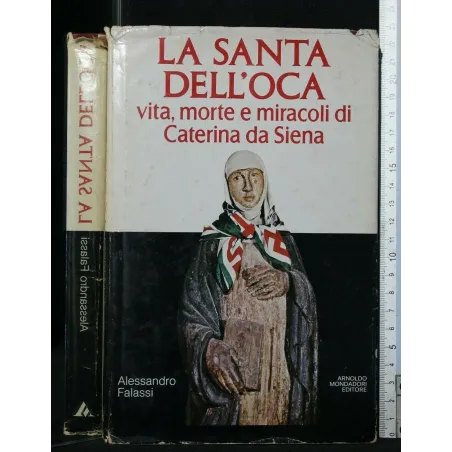 LA SANTA
DELL'OCA
vita, morte e miracoli di
Caterina da Siena
Alessandro
Falassi
ARNOLDO
MONDADORI
EDITORE
LA SANTA DELL'OCA
Alessandro Falassi